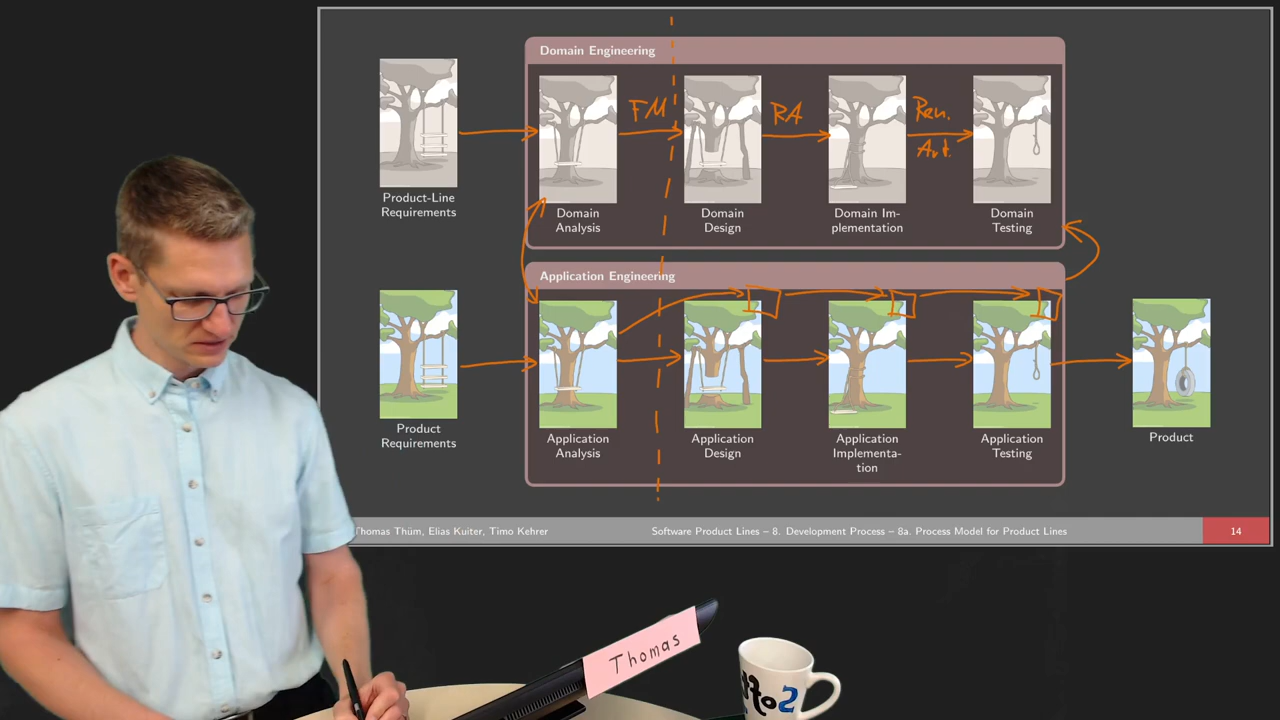 Domain Engineering
FM
RA
Reu.
Art.
Product-Line
Requirements
Domain
Analysis
Domain
Design
Domain Im-
plementation
Domain
Testing
Application Engineering
Product
Requirements
Application
Analysis
Application
Design
Application
Implementa-
tion
Application
Testing
Product
Thomas Thüm, Elias Kuiter, Timo Kehrer
Software Product Lines – 8. Development Process – 8a. Process Model for Product Lines
14
Thomas